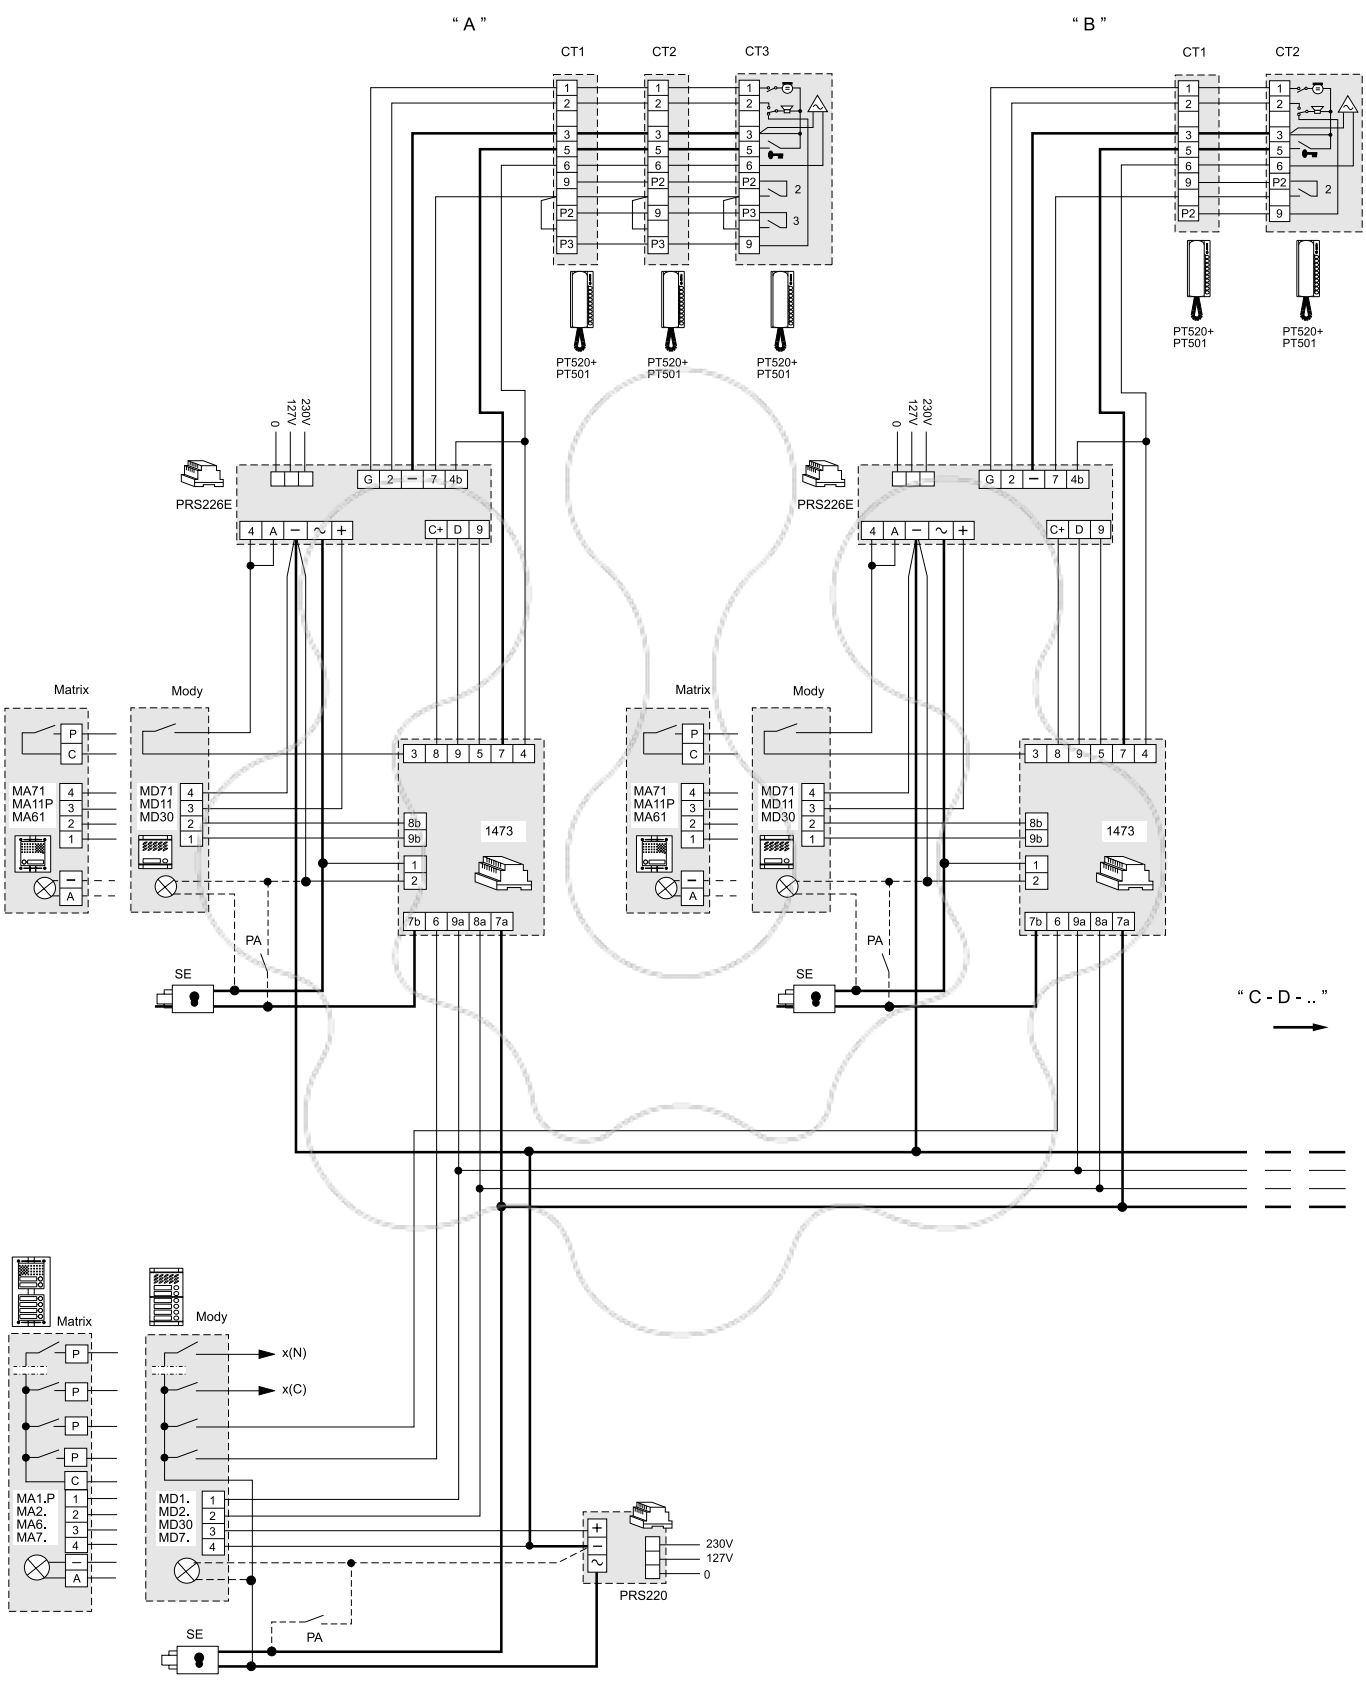 “ A ”
“ B ”
CT1 CT2 CT3
CT1 CT2
1 1 1
2 2 2
3 3 3
5 5 5
6 6 6
9 P2 P2 2
P2 9 P3 3
P3 P3 9
1 1
2 2
3 3
5 5
6 6
9 P2 2
P2 9
PT520+
PT501
PT520+
PT501
PT520+
PT501
PT520+
PT501
PT520+
PT501
0 127V 230V
PRS226E
G 2 – 7 4b
4 A – ~ +
C+ D 9
0 127V 230V
PRS226E
G 2 – 7 4b
4 A – ~ +
C+ D 9
Matrix
P
C
MA71
MA11P
MA61
4
3
2
1
–
A
Mody
MD71
MD11
MD30
4
3
2
1
3 8 9 5 7 4
8b
9b
1
2
1473
7b 6 9a 8a 7a
PA
SE
Matrix
P
C
MA71
MA11P
MA61
4
3
2
1
–
A
Mody
MD71
MD11
MD30
4
3
2
1
3 8 9 5 7 4
8b
9b
1
2
1473
7b 6 9a 8a 7a
PA
SE
“ C - D - .. ”
Matrix
P
P
P
P
C
MA1.P
MA2.
MA6.
MA7.
1
2
3
4
–
A
Mody
x(N)
x(C)
MD1.
MD2.
MD30
MD7.
1
2
3
4
+
–
~
230V
127V
0
PRS220
PA
SE